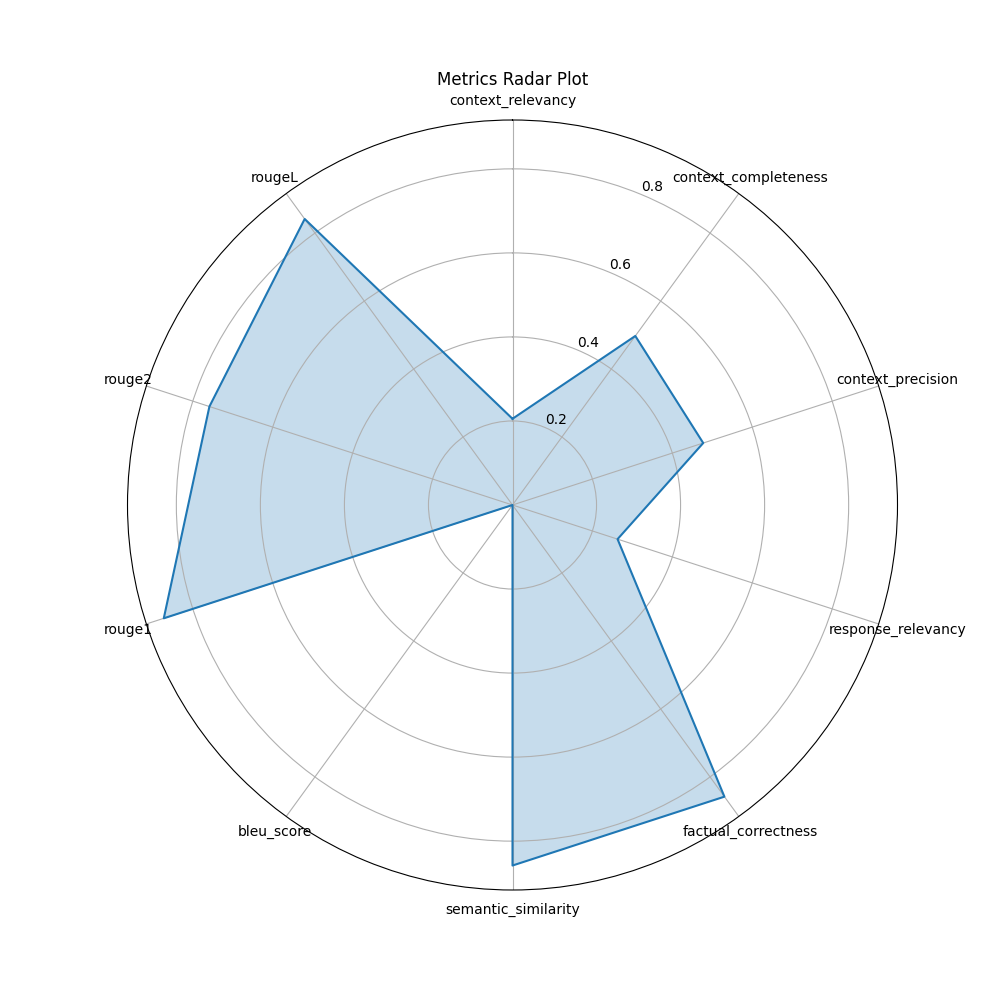 Metrics Radar Plot
context_relevancy
rougeL
context_completeness
0.8
0.6
0.4
rouge2
context_precision
0.2
rouge1
response_relevancy
bleu_score
factual_correctness
semantic_similarity